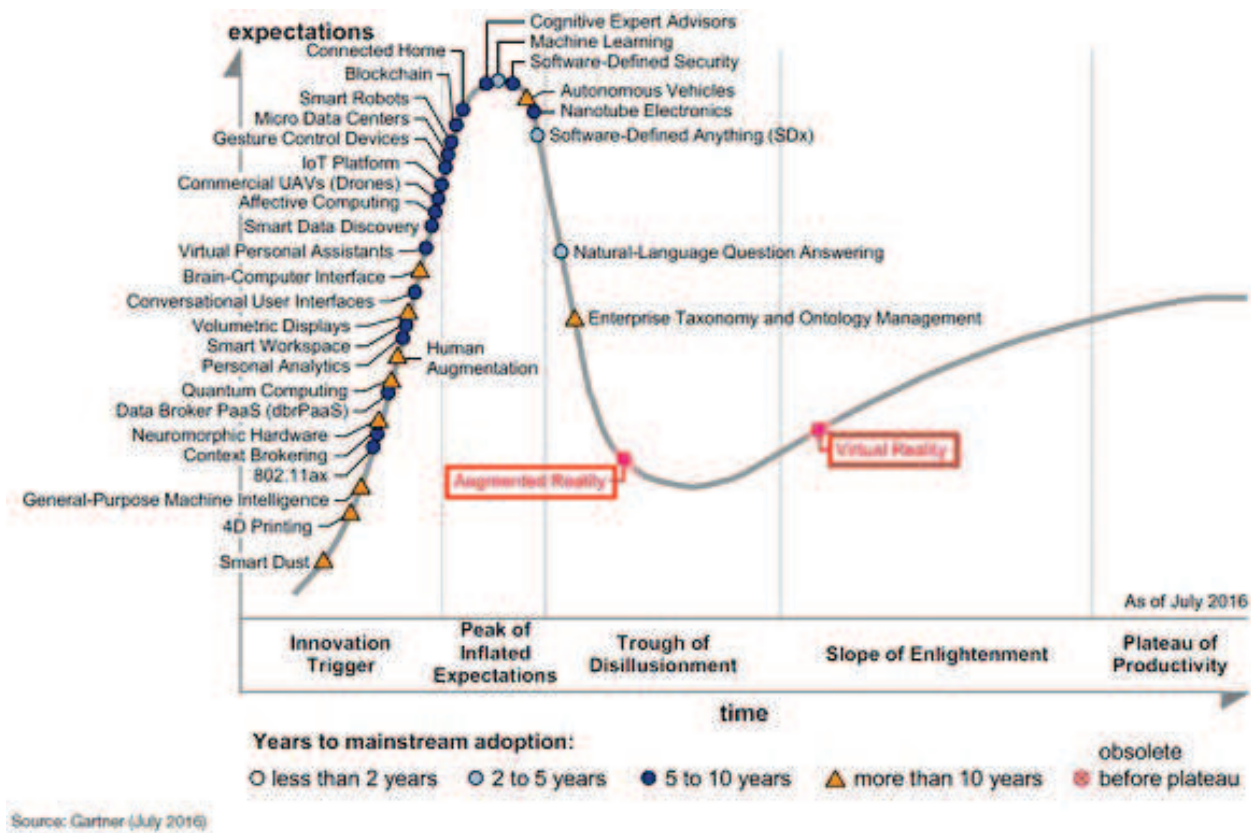 expectations
Cognitive Expert Advisors
Connected Home
Machine Learning
Blockchain
Software-Defined Security
Smart Robots
Autonomous Vehicles
Micro Data Centers
Nanotube Electronics
Gesture Control Devices
Software-Defined Anything (SDx)
IoT Platform
Commercial UAVs (Drones)
Affective Computing
Smart Data Discovery
Virtual Personal Assistants
Natural-Language Question Answering
Brain-Computer Interface
Conversational User Interfaces
Volumetric Displays
Enterprise Taxonomy and Ontology Management
Smart Workspace
Personal Analytics
Human
Augmentation
Quantum Computing
Data Broker PaaS (dbrPaaS)
Neuromorphic Hardware
Context Brokering
802.11ax
General-Purpose Machine Intelligence
4D Printing
Smart Dust
Augmented Reality
Virtual Reality
As of July 2016
Innovation
Trigger
Peak of
Inflated
Expectations
Trough of
Disillusionment
Slope of Enlightenment
Plateau of
Productivity
time
Years to mainstream adoption:
less than 2 years
2 to 5 years
5 to 10 years
more than 10 years
obsolete
before plateau
Source: Gartner (July 2016)